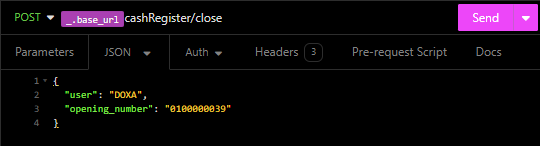 POST _.base_url cashRegister/close Send
Parameters JSON Auth Headers 3 Pre-request Script Docs
1 {
2 "user": "DOXA",
3 "opening_number": "0100000039"
4 }